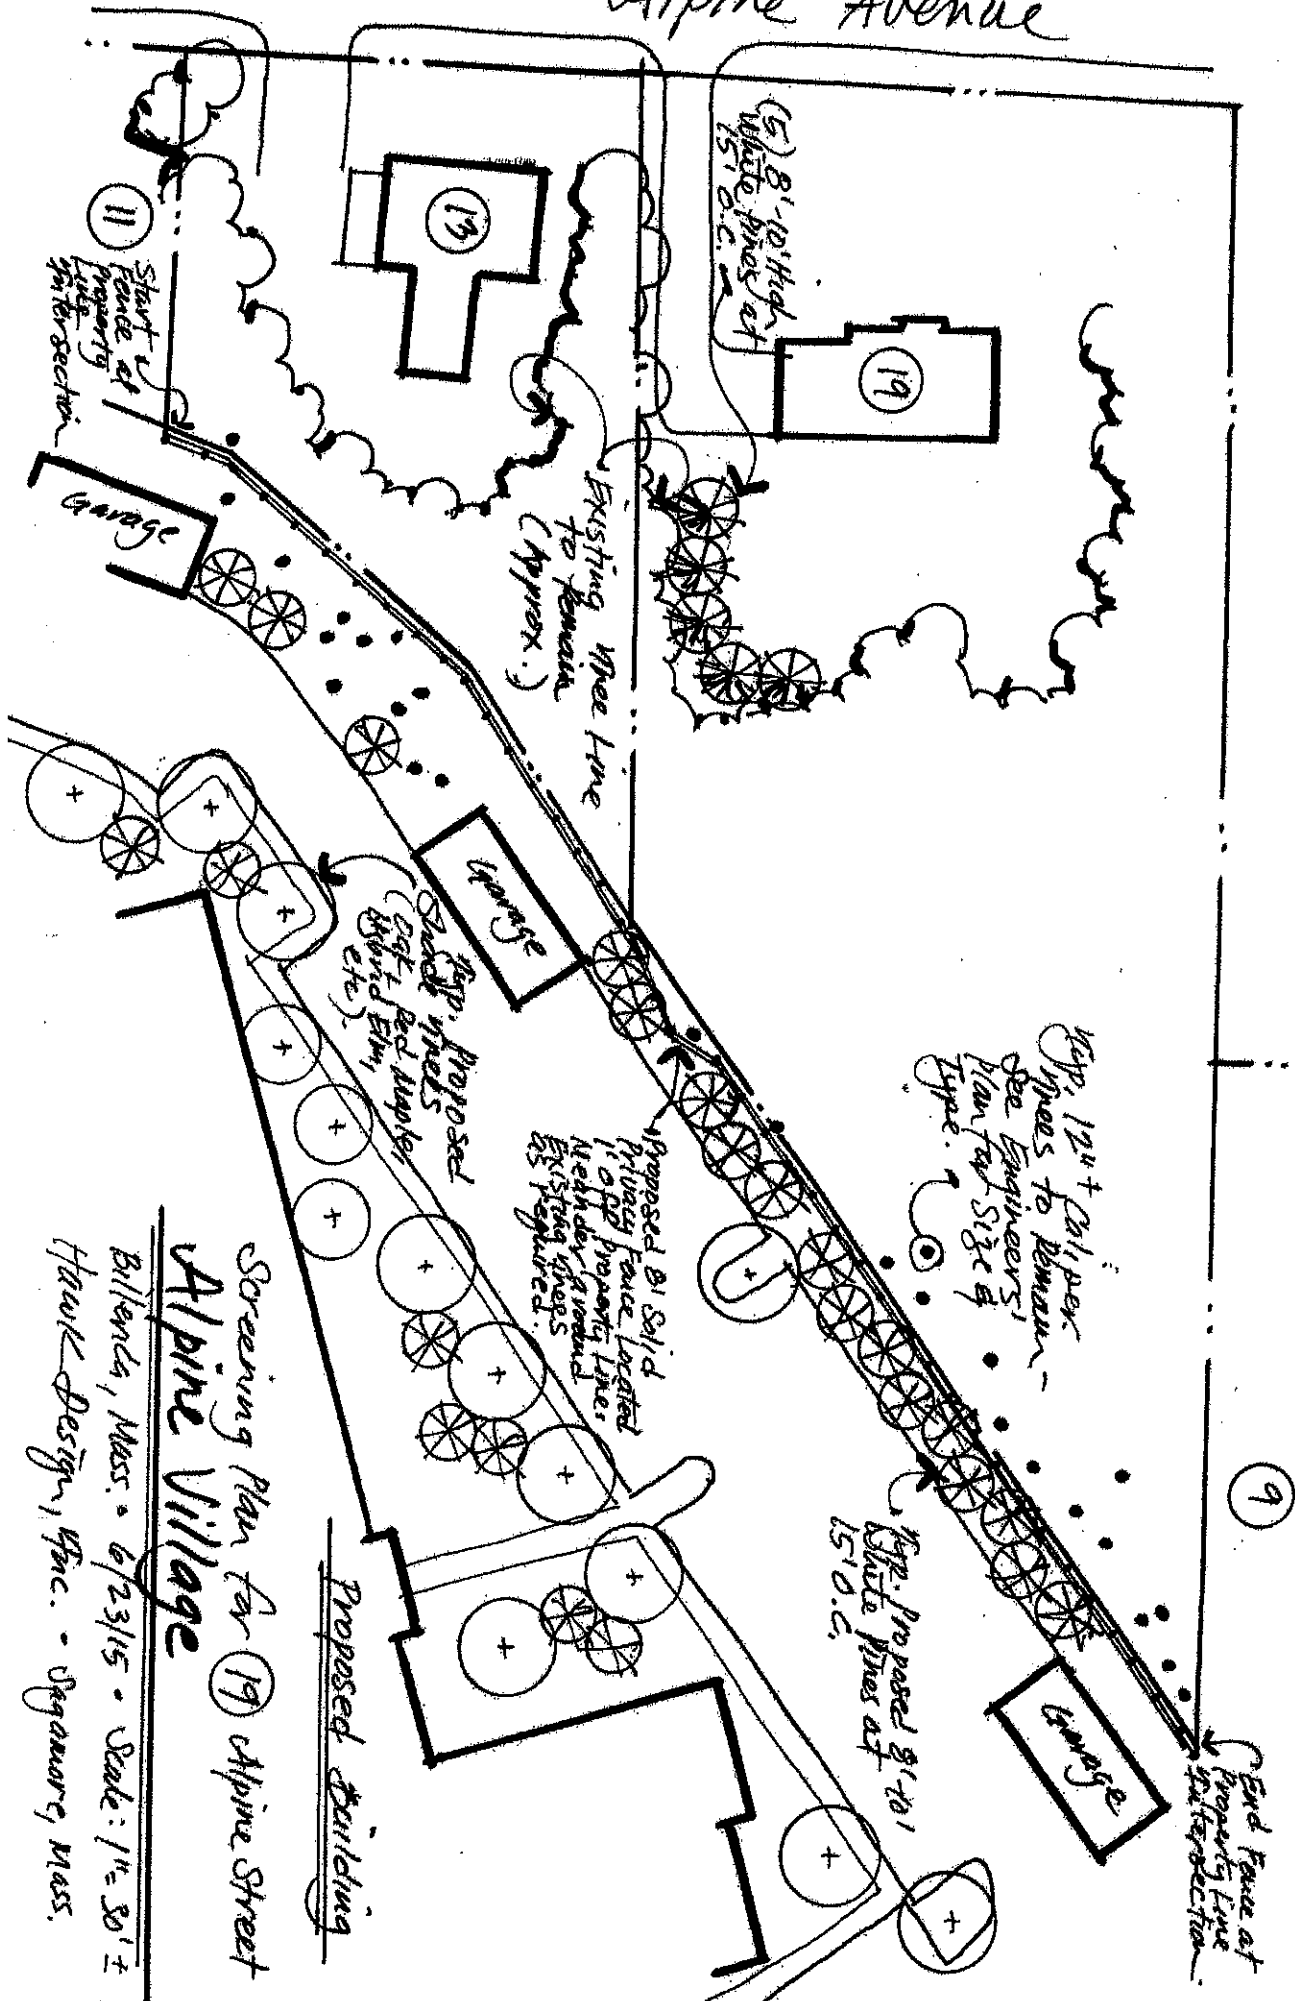 Alpine Avenue
(5) 8'-10' High
White Pines at
15' O.C.
13
19
11
Start
Fence at
Property
Line
Intersection
Garage
Existing Tree Line
to Remain
(Approx.)
Garage
Typ. Proposed
Shade Trees
(Oak, Red Maple,
Hybrid Elm,
etc.)
Typ. 12"+ Caliper
Trees to Remain -
See Engineers'
Plan for Size &
Type.
Proposed 8' Solid
Privacy Fence Located
1' off Property Line.
Meander Around
Existing Trees
as Required.
9
Typ. Proposed 8'-10'
White Pines at
15' O.C.
Garage
End Fence at
Property Line
Intersection.
Proposed Building
Screening Plan for 19 Alpine Street
Alpine Village
Billerica, Mass. • 6/23/15 • Scale: 1"= 30' ±
Hawk Design, Inc. - Sagamore, Mass.